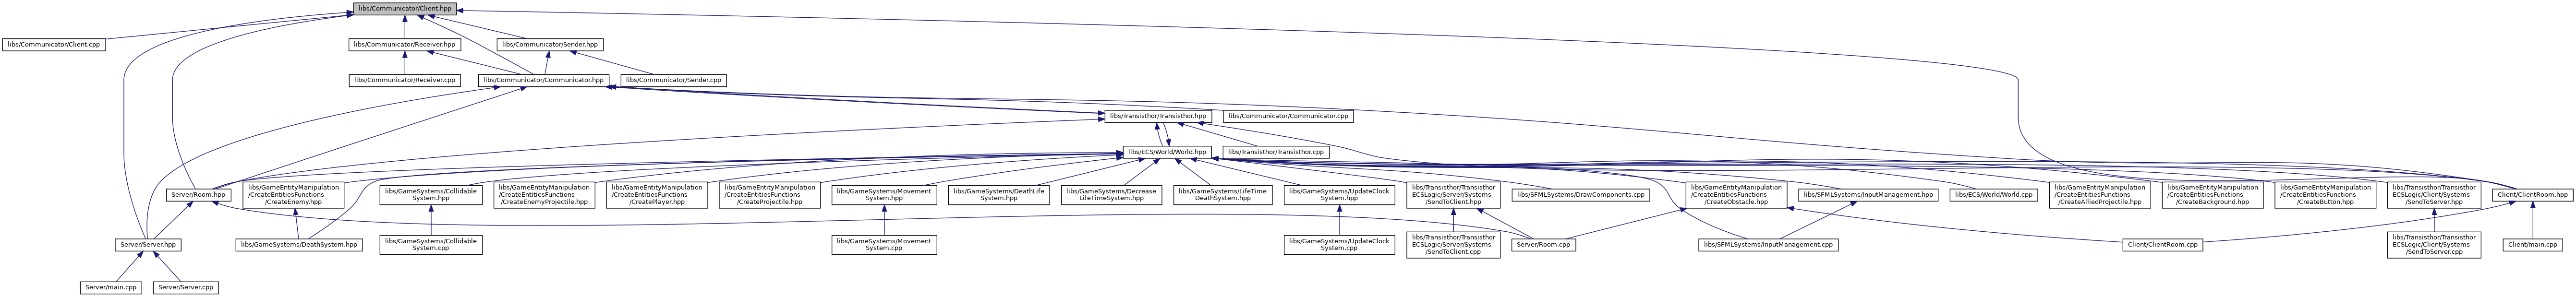 libs/Communicator/Client.hpp
libs/Communicator/Client.cpp
libs/Communicator/Receiver.hpp
libs/Communicator/Sender.hpp
libs/Communicator/Receiver.cpp
libs/Communicator/Communicator.hpp
libs/Communicator/Sender.cpp
libs/Transisthor/Transisthor.hpp
libs/Communicator/Communicator.cpp
libs/ECS/World/World.hpp
libs/Transisthor/Transisthor.cpp
Server/Room.hpp
libs/GameEntityManipulation
/CreateEntitiesFunctions
/CreateEnemy.hpp
libs/GameSystems/Collidable
System.hpp
libs/GameEntityManipulation
/CreateEntitiesFunctions
/CreateEnemyProjectile.hpp
libs/GameEntityManipulation
/CreateEntitiesFunctions
/CreatePlayer.hpp
libs/GameEntityManipulation
/CreateEntitiesFunctions
/CreateProjectile.hpp
libs/GameSystems/Movement
System.hpp
libs/GameSystems/DeathLife
System.hpp
libs/GameSystems/Decrease
LifeTimeSystem.hpp
libs/GameSystems/LifeTime
DeathSystem.hpp
libs/GameSystems/UpdateClock
System.hpp
libs/Transisthor/Transisthor
ECSLogic/Server/Systems
/SendToClient.hpp
libs/SFMLSystems/DrawComponents.cpp
libs/GameEntityManipulation
/CreateEntitiesFunctions
/CreateObstacle.hpp
libs/SFMLSystems/InputManagement.hpp
libs/ECS/World/World.cpp
libs/GameEntityManipulation
/CreateEntitiesFunctions
/CreateAlliedProjectile.hpp
libs/GameEntityManipulation
/CreateEntitiesFunctions
/CreateBackground.hpp
libs/GameEntityManipulation
/CreateEntitiesFunctions
/CreateButton.hpp
libs/Transisthor/Transisthor
ECSLogic/Client/Systems
/SendToServer.hpp
Client/ClientRoom.hpp
Server/Server.hpp
libs/GameSystems/DeathSystem.hpp
libs/GameSystems/Collidable
System.cpp
libs/GameSystems/Movement
System.cpp
libs/GameSystems/UpdateClock
System.cpp
libs/Transisthor/Transisthor
ECSLogic/Server/Systems
/SendToClient.cpp
Server/Room.cpp
libs/SFMLSystems/InputManagement.cpp
Client/ClientRoom.cpp
libs/Transisthor/Transisthor
ECSLogic/Client/Systems
/SendToServer.cpp
Client/main.cpp
Server/main.cpp
Server/Server.cpp